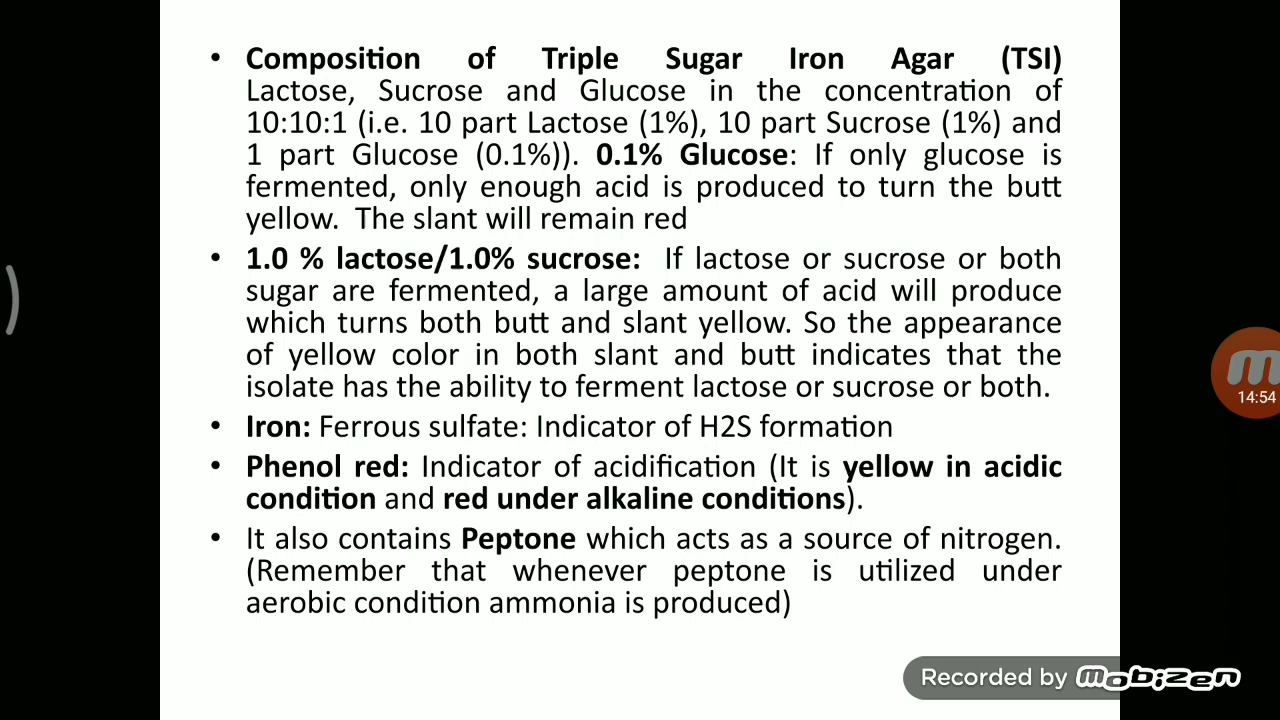 • Composition of Triple Sugar Iron Agar (TSI)
Lactose, Sucrose and Glucose in the concentration of
10:10:1 (i.e. 10 part Lactose (1%), 10 part Sucrose (1%) and
1 part Glucose (0.1%)). 0.1% Glucose: If only glucose is
fermented, only enough acid is produced to turn the butt
yellow. The slant will remain red
• 1.0 % lactose/1.0% sucrose: If lactose or sucrose or both
sugar are fermented, a large amount of acid will produce
which turns both butt and slant yellow. So the appearance
of yellow color in both slant and butt indicates that the
isolate has the ability to ferment lactose or sucrose or both.
• Iron: Ferrous sulfate: Indicator of H2S formation
• Phenol red: Indicator of acidification (It is yellow in acidic
condition and red under alkaline conditions).
• It also contains Peptone which acts as a source of nitrogen.
(Remember that whenever peptone is utilized under
aerobic condition ammonia is produced)
m
14:54
Recorded by mobizen